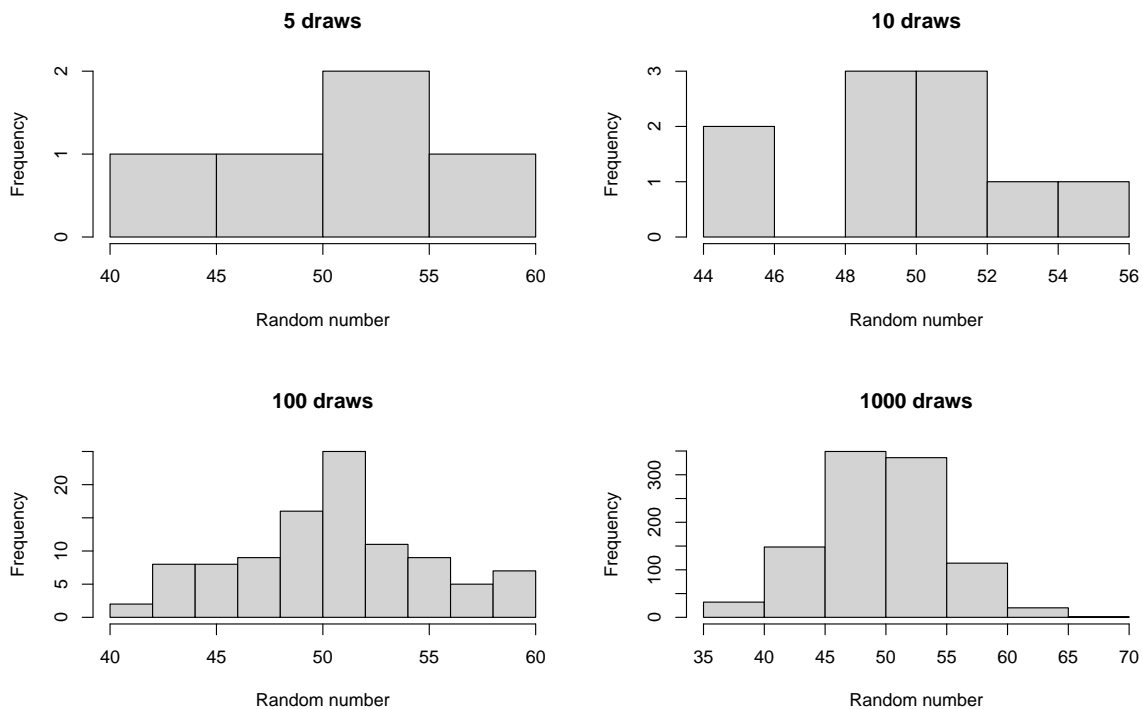 5 draws
Frequency
0
1
2
40 45 50 55 60
Random number
10 draws
Frequency
0
1
2
3
44 46 48 50 52 54 56
Random number
100 draws
Frequency
0
5
10
20
40 45 50 55 60
Random number
1000 draws
Frequency
0
100
200
300
35 40 45 50 55 60 65 70
Random number